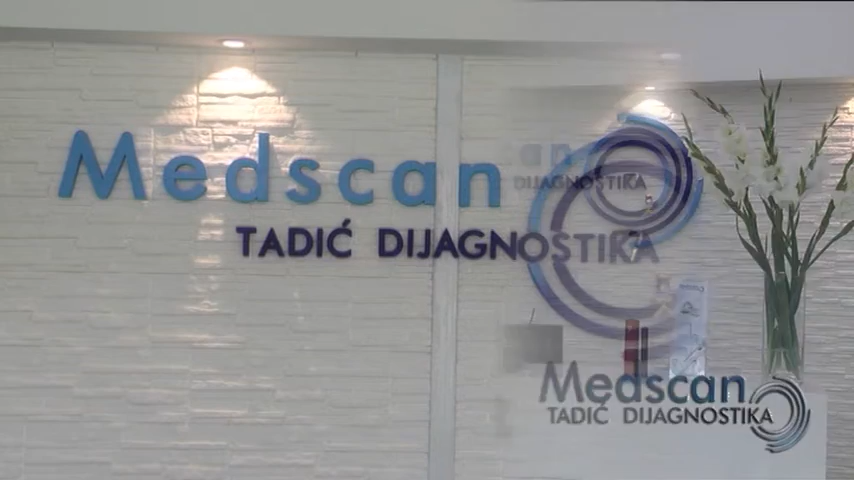 Medscan
TADIĆ DIJAGNOSTIKA
DIJAGNOSTIKA
Medscan
TADIĆ DIJAGNOSTIKA